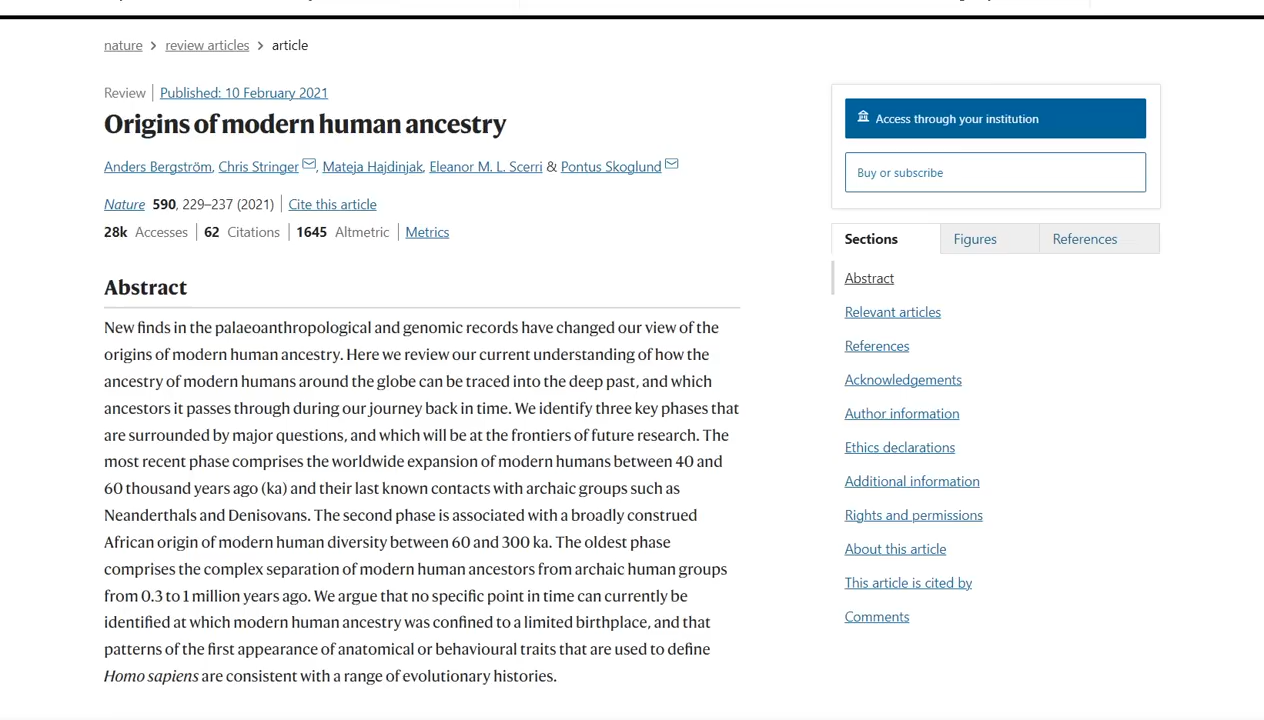 nature > review articles > article
Review | Published: 10 February 2021
Origins of modern human ancestry
Anders Bergström, Chris Stringer, Mateja Hajdinjak, Eleanor M. L. Scerri & Pontus Skoglund
Nature 590, 229–237 (2021) | Cite this article
28k Accesses | 62 Citations | 1645 Altmetric | Metrics
Abstract
New finds in the palaeoanthropological and genomic records have changed our view of the
origins of modern human ancestry. Here we review our current understanding of how the
ancestry of modern humans around the globe can be traced into the deep past, and which
ancestors it passes through during our journey back in time. We identify three key phases that
are surrounded by major questions, and which will be at the frontiers of future research. The
most recent phase comprises the worldwide expansion of modern humans between 40 and
60 thousand years ago (ka) and their last known contacts with archaic groups such as
Neanderthals and Denisovans. The second phase is associated with a broadly construed
African origin of modern human diversity between 60 and 300 ka. The oldest phase
comprises the complex separation of modern human ancestors from archaic human groups
from 0.3 to 1 million years ago. We argue that no specific point in time can currently be
identified at which modern human ancestry was confined to a limited birthplace, and that
patterns of the first appearance of anatomical or behavioural traits that are used to define
Homo sapiens are consistent with a range of evolutionary histories.
Access through your institution
Buy or subscribe
Sections
Figures
References
Abstract
Relevant articles
References
Acknowledgements
Author information
Ethics declarations
Additional information
Rights and permissions
About this article
This article is cited by
Comments